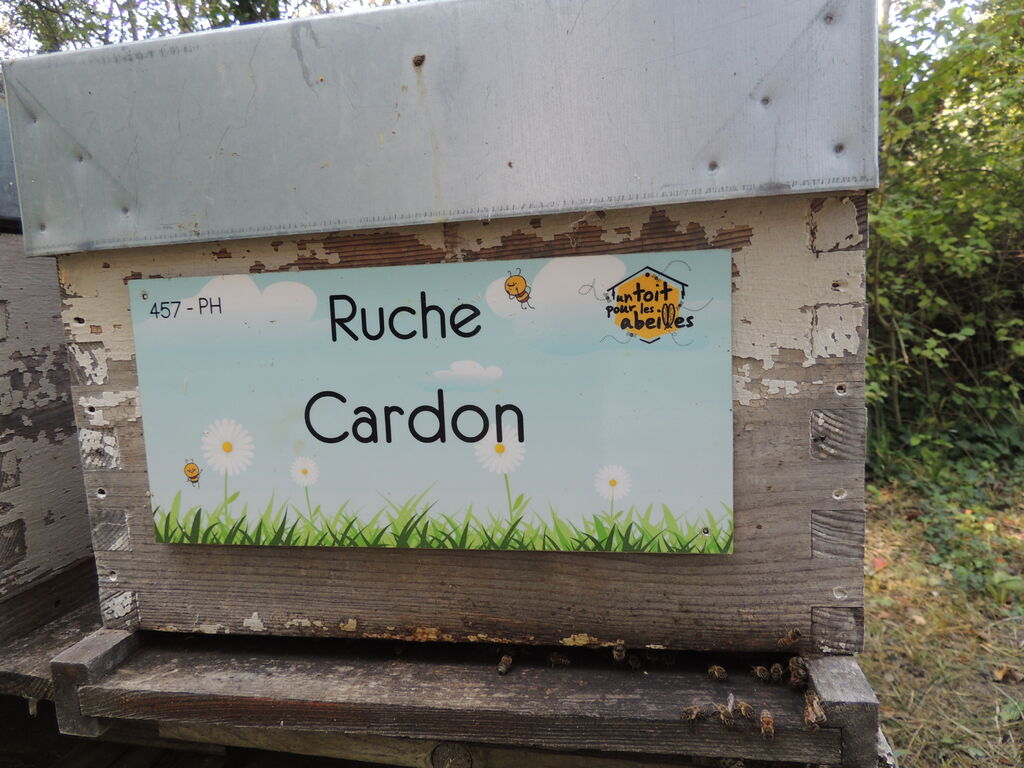 457 - PH
Ruche
Cardon
un toit
pour les
abeilles